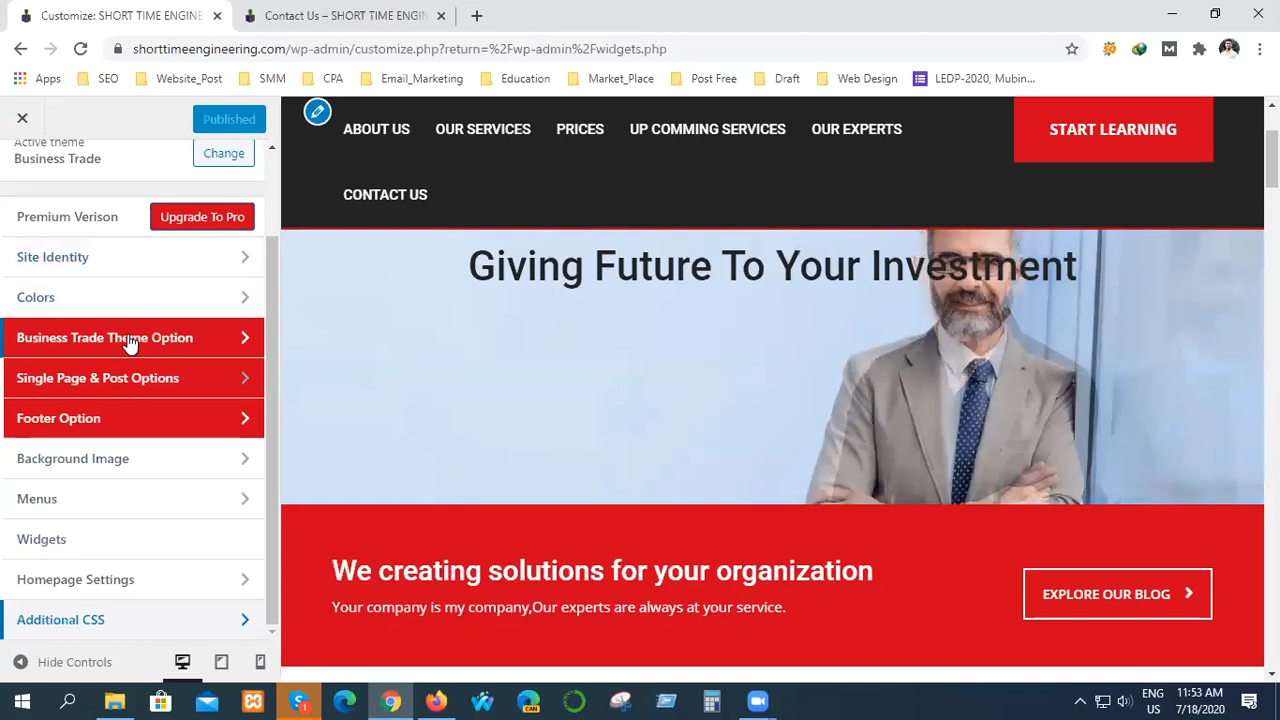 Customize: SHORT TIME ENGINE
Contact Us – SHORT TIME ENGIN
shorttimeengineering.com/wp-admin/customize.php?return=%2Fwp-admin%2Fwidgets.php
Apps
SEO
Website_Post
SMM
CPA
Email_Marketing
Education
Market_Place
Post Free
Draft
Web Design
LEDP-2020, Mubin...
Published
Active theme
Business Trade
Change
Premium Verison
Upgrade To Pro
Site Identity
Colors
Business Trade Theme Option
Single Page & Post Options
Footer Option
Background Image
Menus
Widgets
Homepage Settings
Additional CSS
Hide Controls
ABOUT US
OUR SERVICES
PRICES
UP COMMING SERVICES
OUR EXPERTS
START LEARNING
CONTACT US
Giving Future To Your Investment
We creating solutions for your organization
Your company is my company,Our experts are always at your service.
EXPLORE OUR BLOG
CAN
1
ENG
US
11:53 AM
7/18/2020